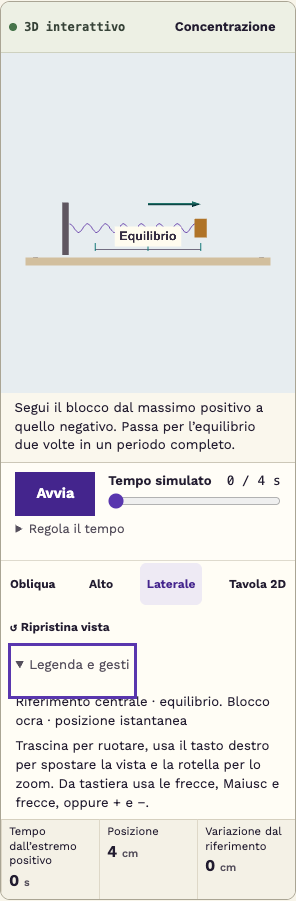 3D interattivo
Concentrazione
Equilibrio
Segui il blocco dal massimo positivo a
quello negativo. Passa per l’equilibrio
due volte in un periodo completo.
Avvia
Tempo simulato 0 / 4 s
▶ Regola il tempo
Obliqua Alto Laterale Tavola 2D
↺ Ripristina vista
▼ Legenda e gesti
Riferimento centrale · equilibrio. Blocco
ocra · posizione istantanea
Trascina per ruotare, usa il tasto destro
per spostare la vista e la rotella per lo
zoom. Da tastiera usa le frecce, Maiusc e
frecce, oppure + e −.
Tempo
dall’estremo
positivo
0 s
Posizione
4 cm
Variazione dal
riferimento
0 cm